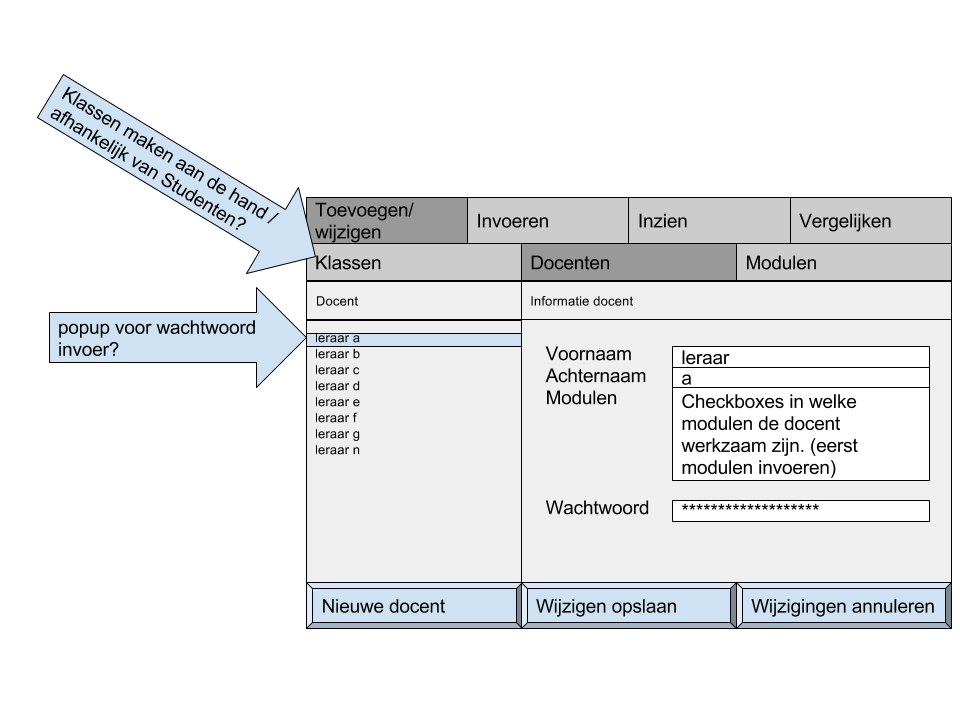 Klassen maken aan de hand /
afhankelijk van Studenten?
Toevoegen/
wijzigen
Invoeren
Inzien
Vergelijken
Klassen
Docenten
Modulen
Docent
Informatie docent
popup voor wachtwoord
invoer?
leraar a
leraar b
leraar c
leraar d
leraar e
leraar f
leraar g
leraar n
Voornaam
leraar
Achternaam
a
Modulen
Checkboxes in welke
modulen de docent
werkzaam zijn. (eerst
modulen invoeren)
Wachtwoord
*******************
Nieuwe docent
Wijzigen opslaan
Wijzigingen annuleren